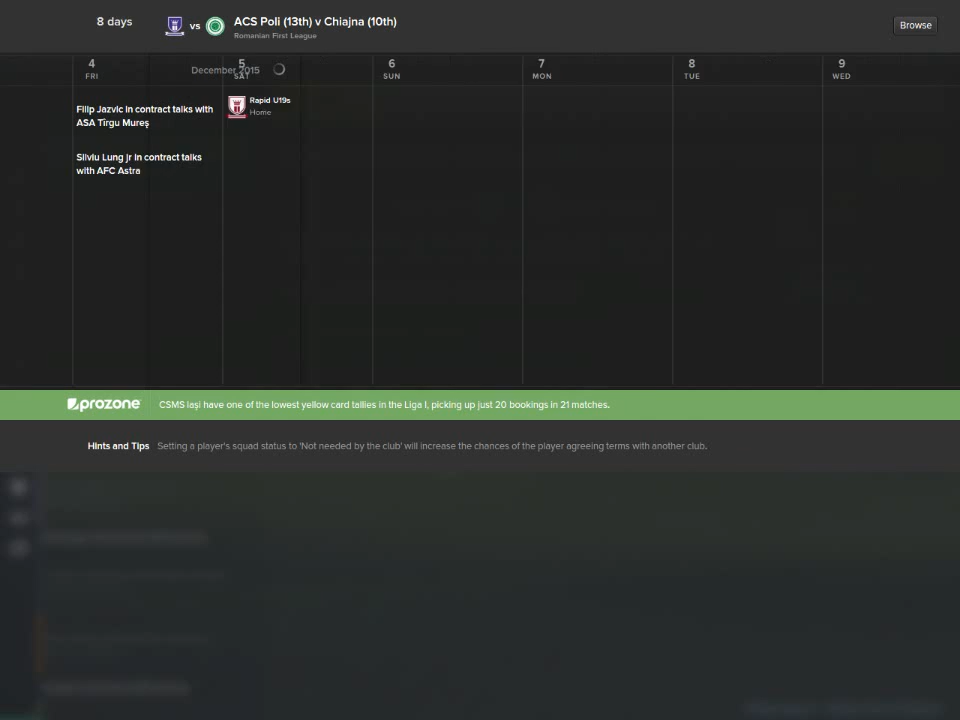 8 days
vs
ACS Poli (13th) v Chiajna (10th)
Romanian First League
Browse
December 2015
4
FRI
5
SAT
6
SUN
7
MON
8
TUE
9
WED
Filip Jazvic in contract talks with
ASA Tîrgu Mureș
Silviu Lung jr in contract talks
with AFC Astra
Rapid U19s
Home
prozone
CSMS Iași have one of the lowest yellow card tallies in the Liga I, picking up just 20 bookings in 21 matches.
Hints and Tips
Setting a player's squad status to 'Not needed by the club' will increase the chances of the player agreeing terms with another club.